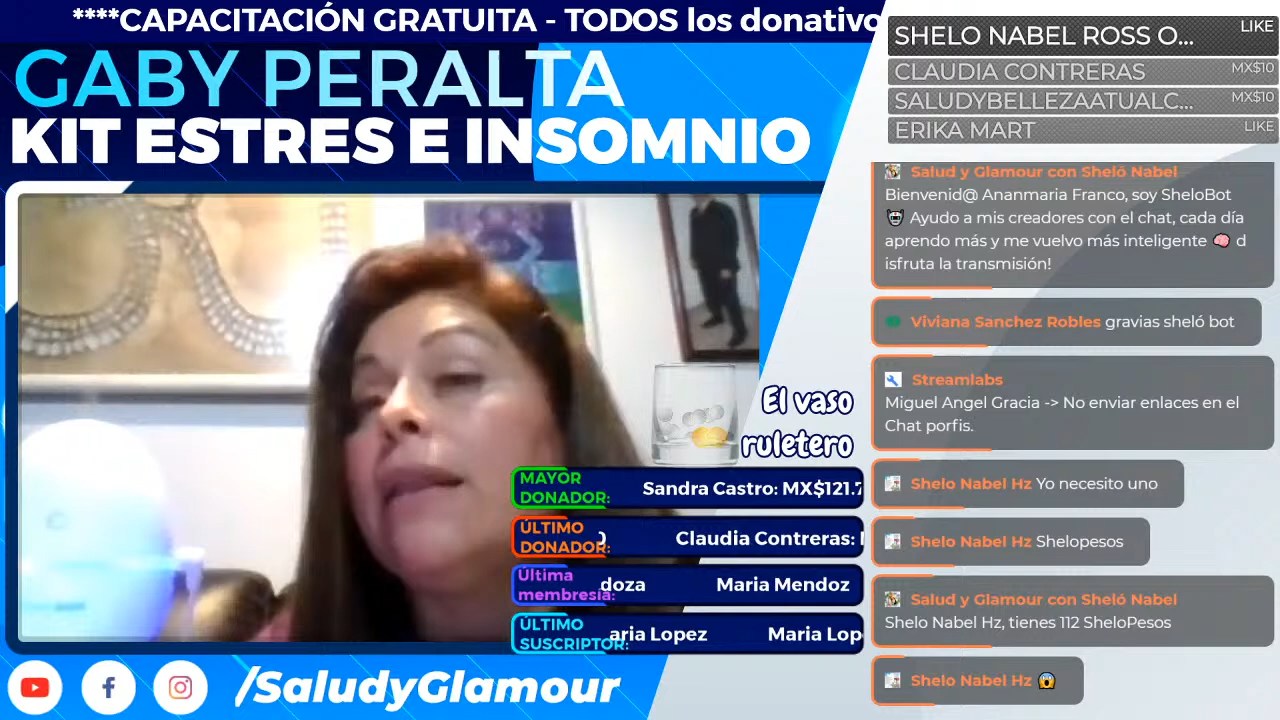 ****CAPACITACIÓN GRATUITA - TODOS los donativo
GABY PERALTA
KIT ESTRES E INSOMNIO
El vaso
ruletero
MAYOR
DONADOR:
Sandra Castro: MX$121.7
ÚLTIMO
DONADOR:
Claudia Contreras:
Última
membresía:
doza
Maria Mendoz
ÚLTIMO
SUSCRIPTOR:
aria Lopez
Maria Lop
/SaludyGlamour
SHELO NABEL ROSS O...
LIKE
CLAUDIA CONTRERAS
MX$10
SALUDYBELLEZAATUALC...
MX$10
ERIKA MART
LIKE
Salud y Glamour con Sheló Nabel
Bienvenid@ Ananmaria Franco, soy SheloBot
Ayudo a mis creadores con el chat, cada día
aprendo más y me vuelvo más inteligente 🧠 d
isfruta la transmisión!
Viviana Sanchez Robles gravias sheló bot
Streamlabs
Miguel Angel Gracia -> No enviar enlaces en el
Chat porfis.
Shelo Nabel Hz Yo necesito uno
Shelo Nabel Hz Shelopesos
Salud y Glamour con Sheló Nabel
Shelo Nabel Hz, tienes 112 SheloPesos
Shelo Nabel Hz 😱